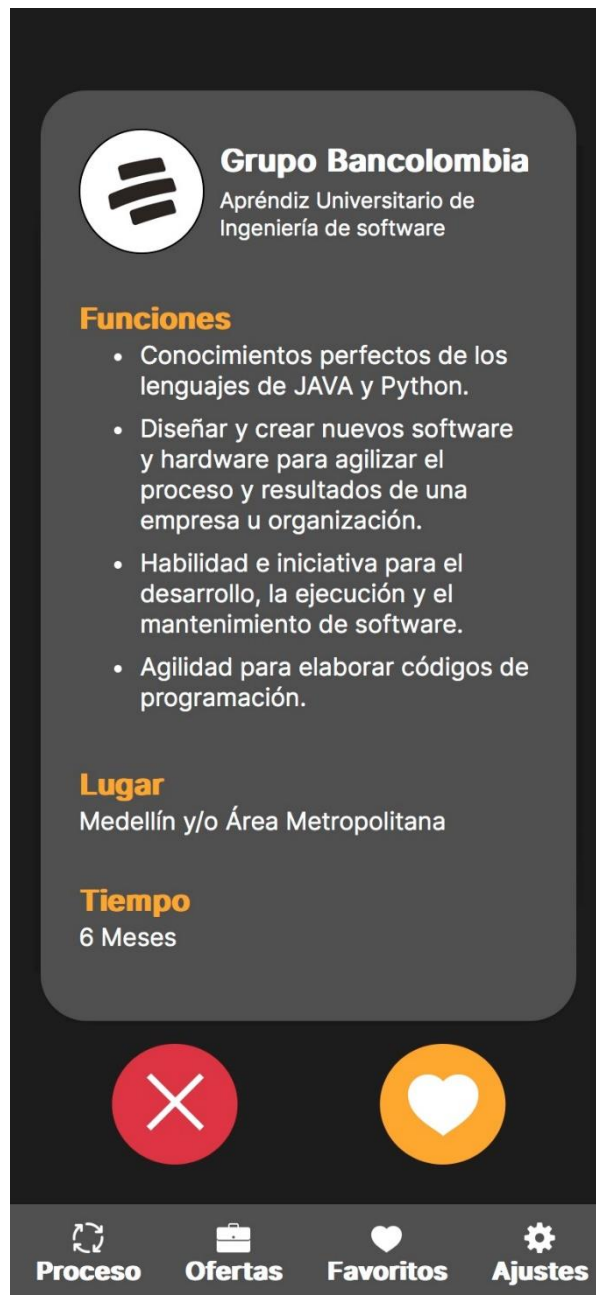 Grupo Bancolombia
Apréndiz Universitario de
Ingeniería de software
Funciones
• Conocimientos perfectos de los
lenguajes de JAVA y Python.
• Diseñar y crear nuevos software
y hardware para agilizar el
proceso y resultados de una
empresa u organización.
• Habilidad e iniciativa para el
desarrollo, la ejecución y el
mantenimiento de software.
• Agilidad para elaborar códigos de
programación.
Lugar
Medellín y/o Área Metropolitana
Tiempo
6 Meses
Proceso Ofertas Favoritos Ajustes